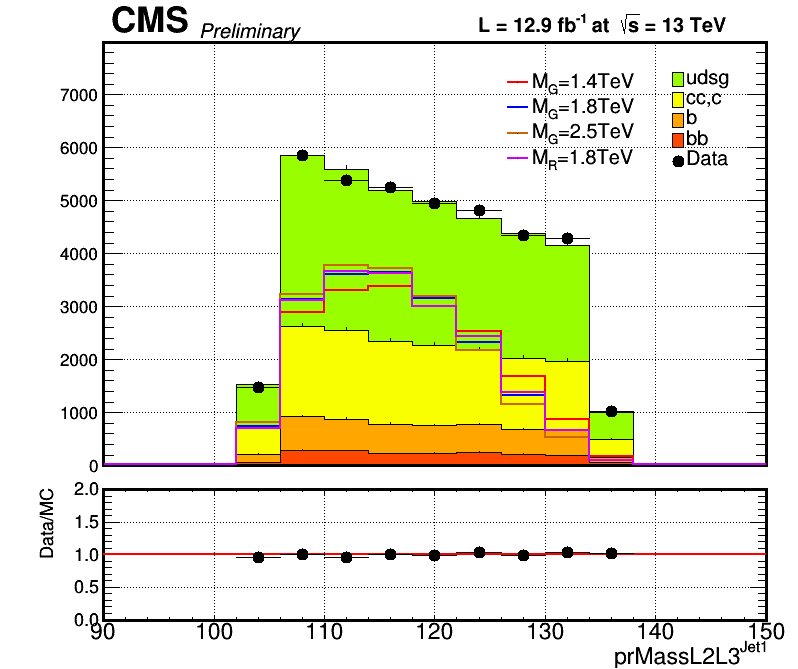 CMS Preliminary L = 12.9 fb⁻¹ at √s = 13 TeV
M_G=1.4TeV
M_G=1.8TeV
M_G=2.5TeV
M_R=1.8TeV
udsg
cc,c
b
bb
Data
7000
6000
5000
4000
3000
2000
1000
0
Data/MC
2.0
1.5
1.0
0.5
0.0
90 100 110 120 130 140 150
prMassL2L3^Jet1